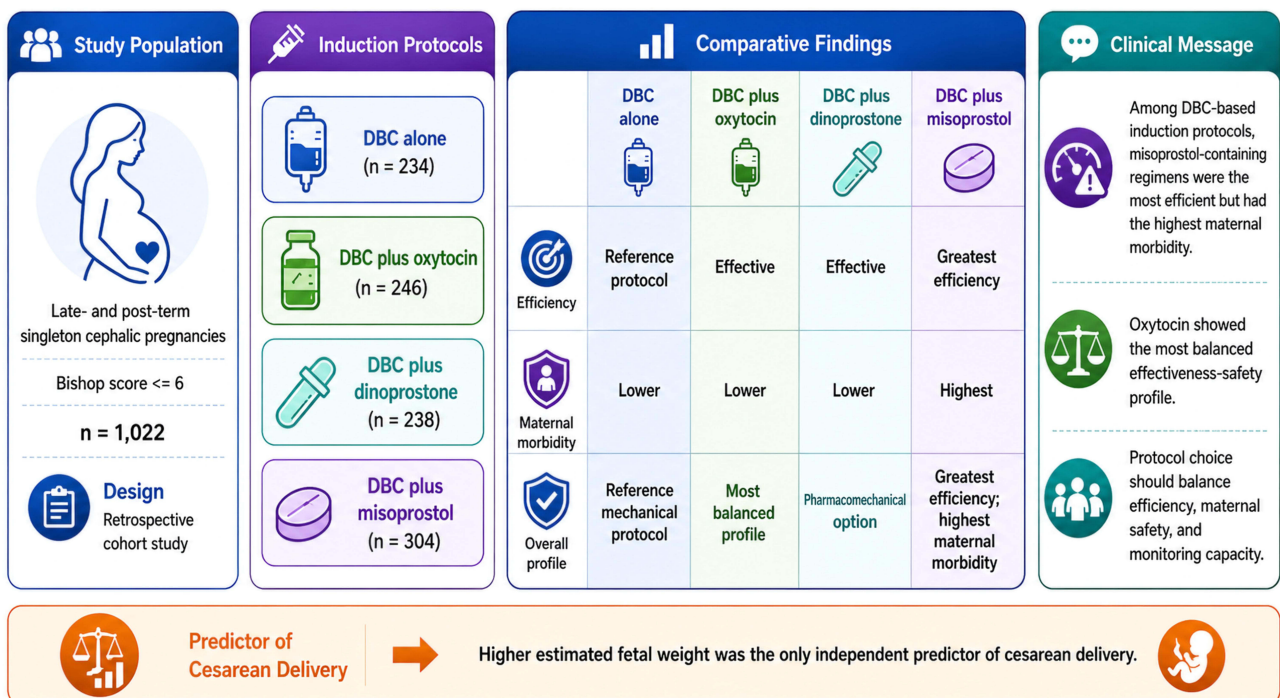 Study Population
Late- and post-term
singleton cephalic pregnancies
Bishop score <= 6
n = 1,022
Design
Retrospective
cohort study
Induction Protocols
DBC alone
(n = 234)
DBC plus oxytocin
(n = 246)
DBC plus
dinoprostone
(n = 238)
DBC plus
misoprostol
(n = 304)
Comparative Findings
DBC
alone
DBC plus
oxytocin
DBC plus
dinoprostone
DBC plus
misoprostol
Efficiency
Reference
protocol
Effective
Effective
Greatest
efficiency
Maternal
morbidity
Lower
Lower
Lower
Highest
Overall
profile
Reference
mechanical
protocol
Most
balanced
profile
Pharmacomechanical
option
Greatest
efficiency;
highest
maternal
morbidity
Clinical Message
Among DBC-based
induction protocols,
misoprostol-containing
regimens were the
most efficient but had
the highest maternal
morbidity.
Oxytocin showed
the most balanced
effectiveness-safety
profile.
Protocol choice
should balance
efficiency, maternal
safety, and
monitoring capacity.
Predictor of
Cesarean Delivery
Higher estimated fetal weight was the only independent predictor of cesarean delivery.